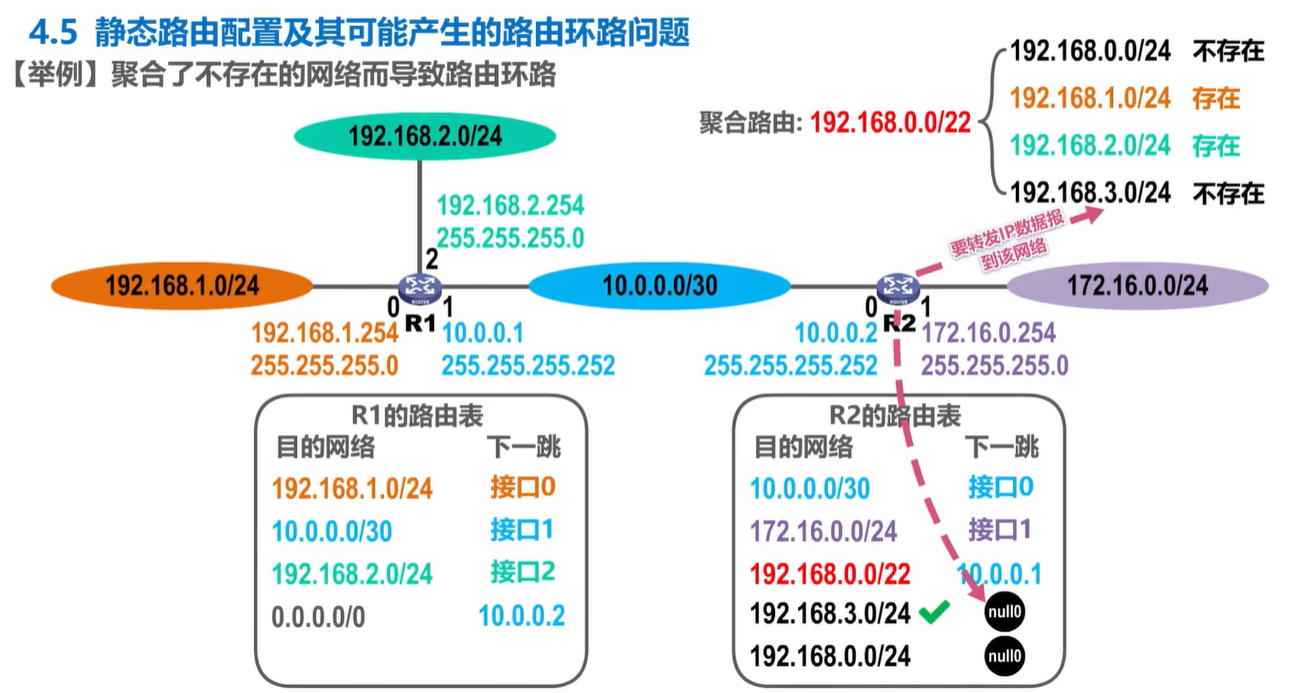 4.5 静态路由配置及其可能产生的路由环路问题
【举例】聚合了不存在的网络而导致路由环路
聚合路由: 192.168.0.0/22
192.168.0.0/24 不存在
192.168.1.0/24 存在
192.168.2.0/24 存在
192.168.3.0/24 不存在
要转发IP数据报
到该网络
192.168.2.0/24
192.168.2.254
255.255.255.0
2
192.168.1.0/24
10.0.0.0/30
172.16.0.0/24
0
ROUTER
R1
1
0
ROUTER
R2
1
192.168.1.254
255.255.255.0
10.0.0.1
255.255.255.252
10.0.0.2
255.255.255.252
172.16.0.254
255.255.255.0
R1的路由表
目的网络 下一跳
192.168.1.0/24 接口0
10.0.0.0/30 接口1
192.168.2.0/24 接口2
0.0.0.0/0 10.0.0.2
R2的路由表
目的网络 下一跳
10.0.0.0/30 接口0
172.16.0.0/24 接口1
192.168.0.0/22 10.0.0.1
192.168.3.0/24 null0
192.168.0.0/24 null0